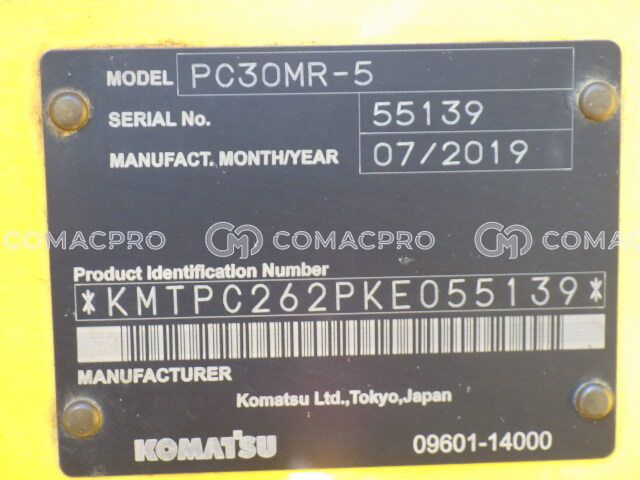 MODEL PC30MR-5
SERIAL No. 55139
MANUFACT. MONTH/YEAR 07/2019
COMACPRO COMACPRO
Product Identification Number
*KMTPC262PKE055139*
MANUFACTURER
Komatsu Ltd.,Tokyo,Japan
KOMATSU 09601-14000